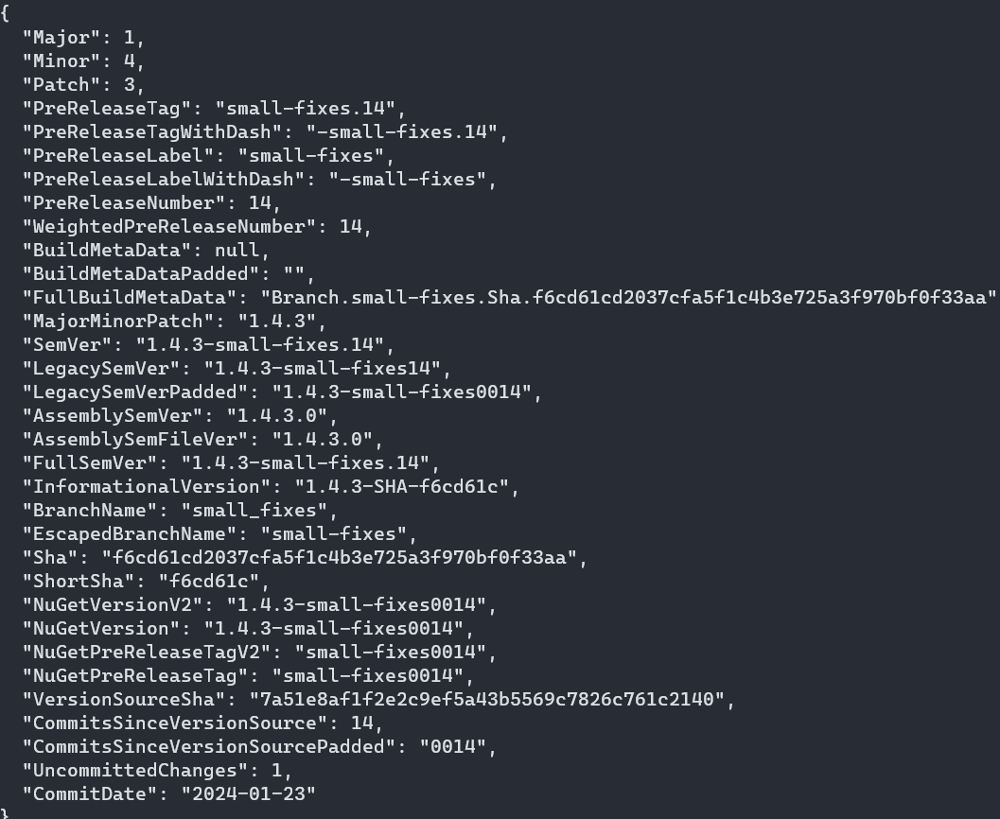 {
  "Major": 1,
  "Minor": 4,
  "Patch": 3,
  "PreReleaseTag": "small-fixes.14",
  "PreReleaseTagWithDash": "-small-fixes.14",
  "PreReleaseLabel": "small-fixes",
  "PreReleaseLabelWithDash": "-small-fixes",
  "PreReleaseNumber": 14,
  "WeightedPreReleaseNumber": 14,
  "BuildMetaData": null,
  "BuildMetaDataPadded": "",
  "FullBuildMetaData": "Branch.small-fixes.Sha.f6cd61cd2037cfa5f1c4b3e725a3f970bf0f33aa"
  "MajorMinorPatch": "1.4.3",
  "SemVer": "1.4.3-small-fixes.14",
  "LegacySemVer": "1.4.3-small-fixes14",
  "LegacySemVerPadded": "1.4.3-small-fixes0014",
  "AssemblySemVer": "1.4.3.0",
  "AssemblySemFileVer": "1.4.3.0",
  "FullSemVer": "1.4.3-small-fixes.14",
  "InformationalVersion": "1.4.3-SHA-f6cd61c",
  "BranchName": "small_fixes",
  "EscapedBranchName": "small-fixes",
  "Sha": "f6cd61cd2037cfa5f1c4b3e725a3f970bf0f33aa",
  "ShortSha": "f6cd61c",
  "NuGetVersionV2": "1.4.3-small-fixes0014",
  "NuGetVersion": "1.4.3-small-fixes0014",
  "NuGetPreReleaseTagV2": "small-fixes0014",
  "NuGetPreReleaseTag": "small-fixes0014",
  "VersionSourceSha": "7a51e8af1f2e2c9ef5a43b5569c7826c761c2140",
  "CommitsSinceVersionSource": 14,
  "CommitsSinceVersionSourcePadded": "0014",
  "UncommittedChanges": 1,
  "CommitDate": "2024-01-23"
}